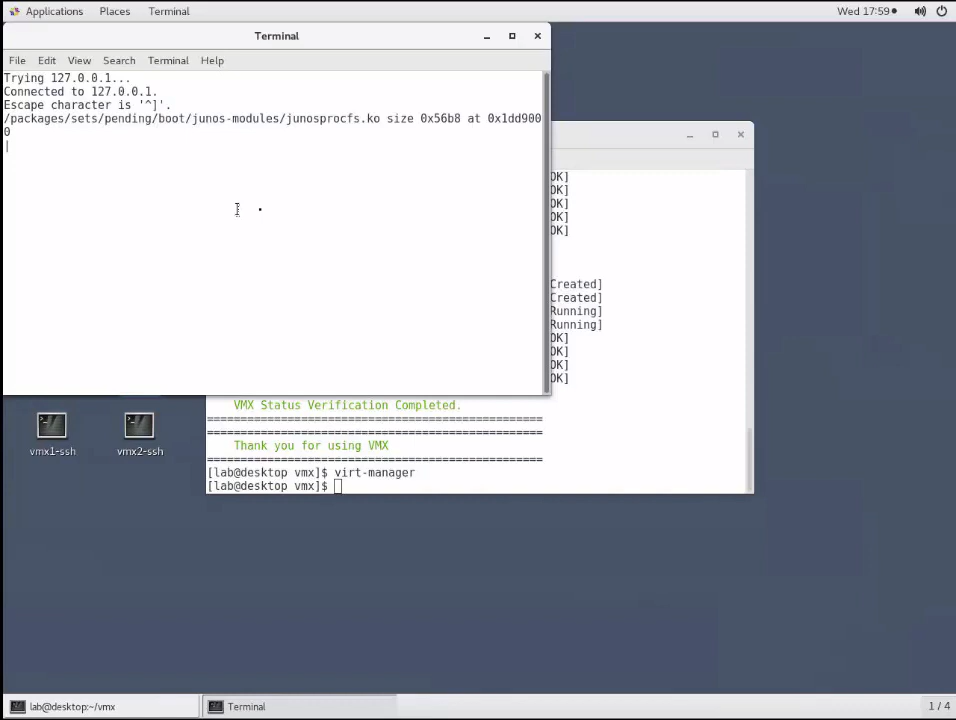 Applications Places Terminal Wed 17:59
Terminal
File Edit View Search Terminal Help
Trying 127.0.0.1...
Connected to 127.0.0.1.
Escape character is '^]'.
/packages/sets/pending/boot/junos-modules/junosprocfs.ko size 0x56b8 at 0x1dd900
0
OK]
OK]
OK]
OK]
OK]
Created]
Created]
Running]
Running]
OK]
OK]
OK]
OK]
VMX Status Verification Completed.
==================================================
==================================================
Thank you for using VMX
==================================================
[lab@desktop vmx]$ virt-manager
[lab@desktop vmx]$
vmx1-ssh vmx2-ssh
lab@desktop:~/vmx Terminal 1 / 4